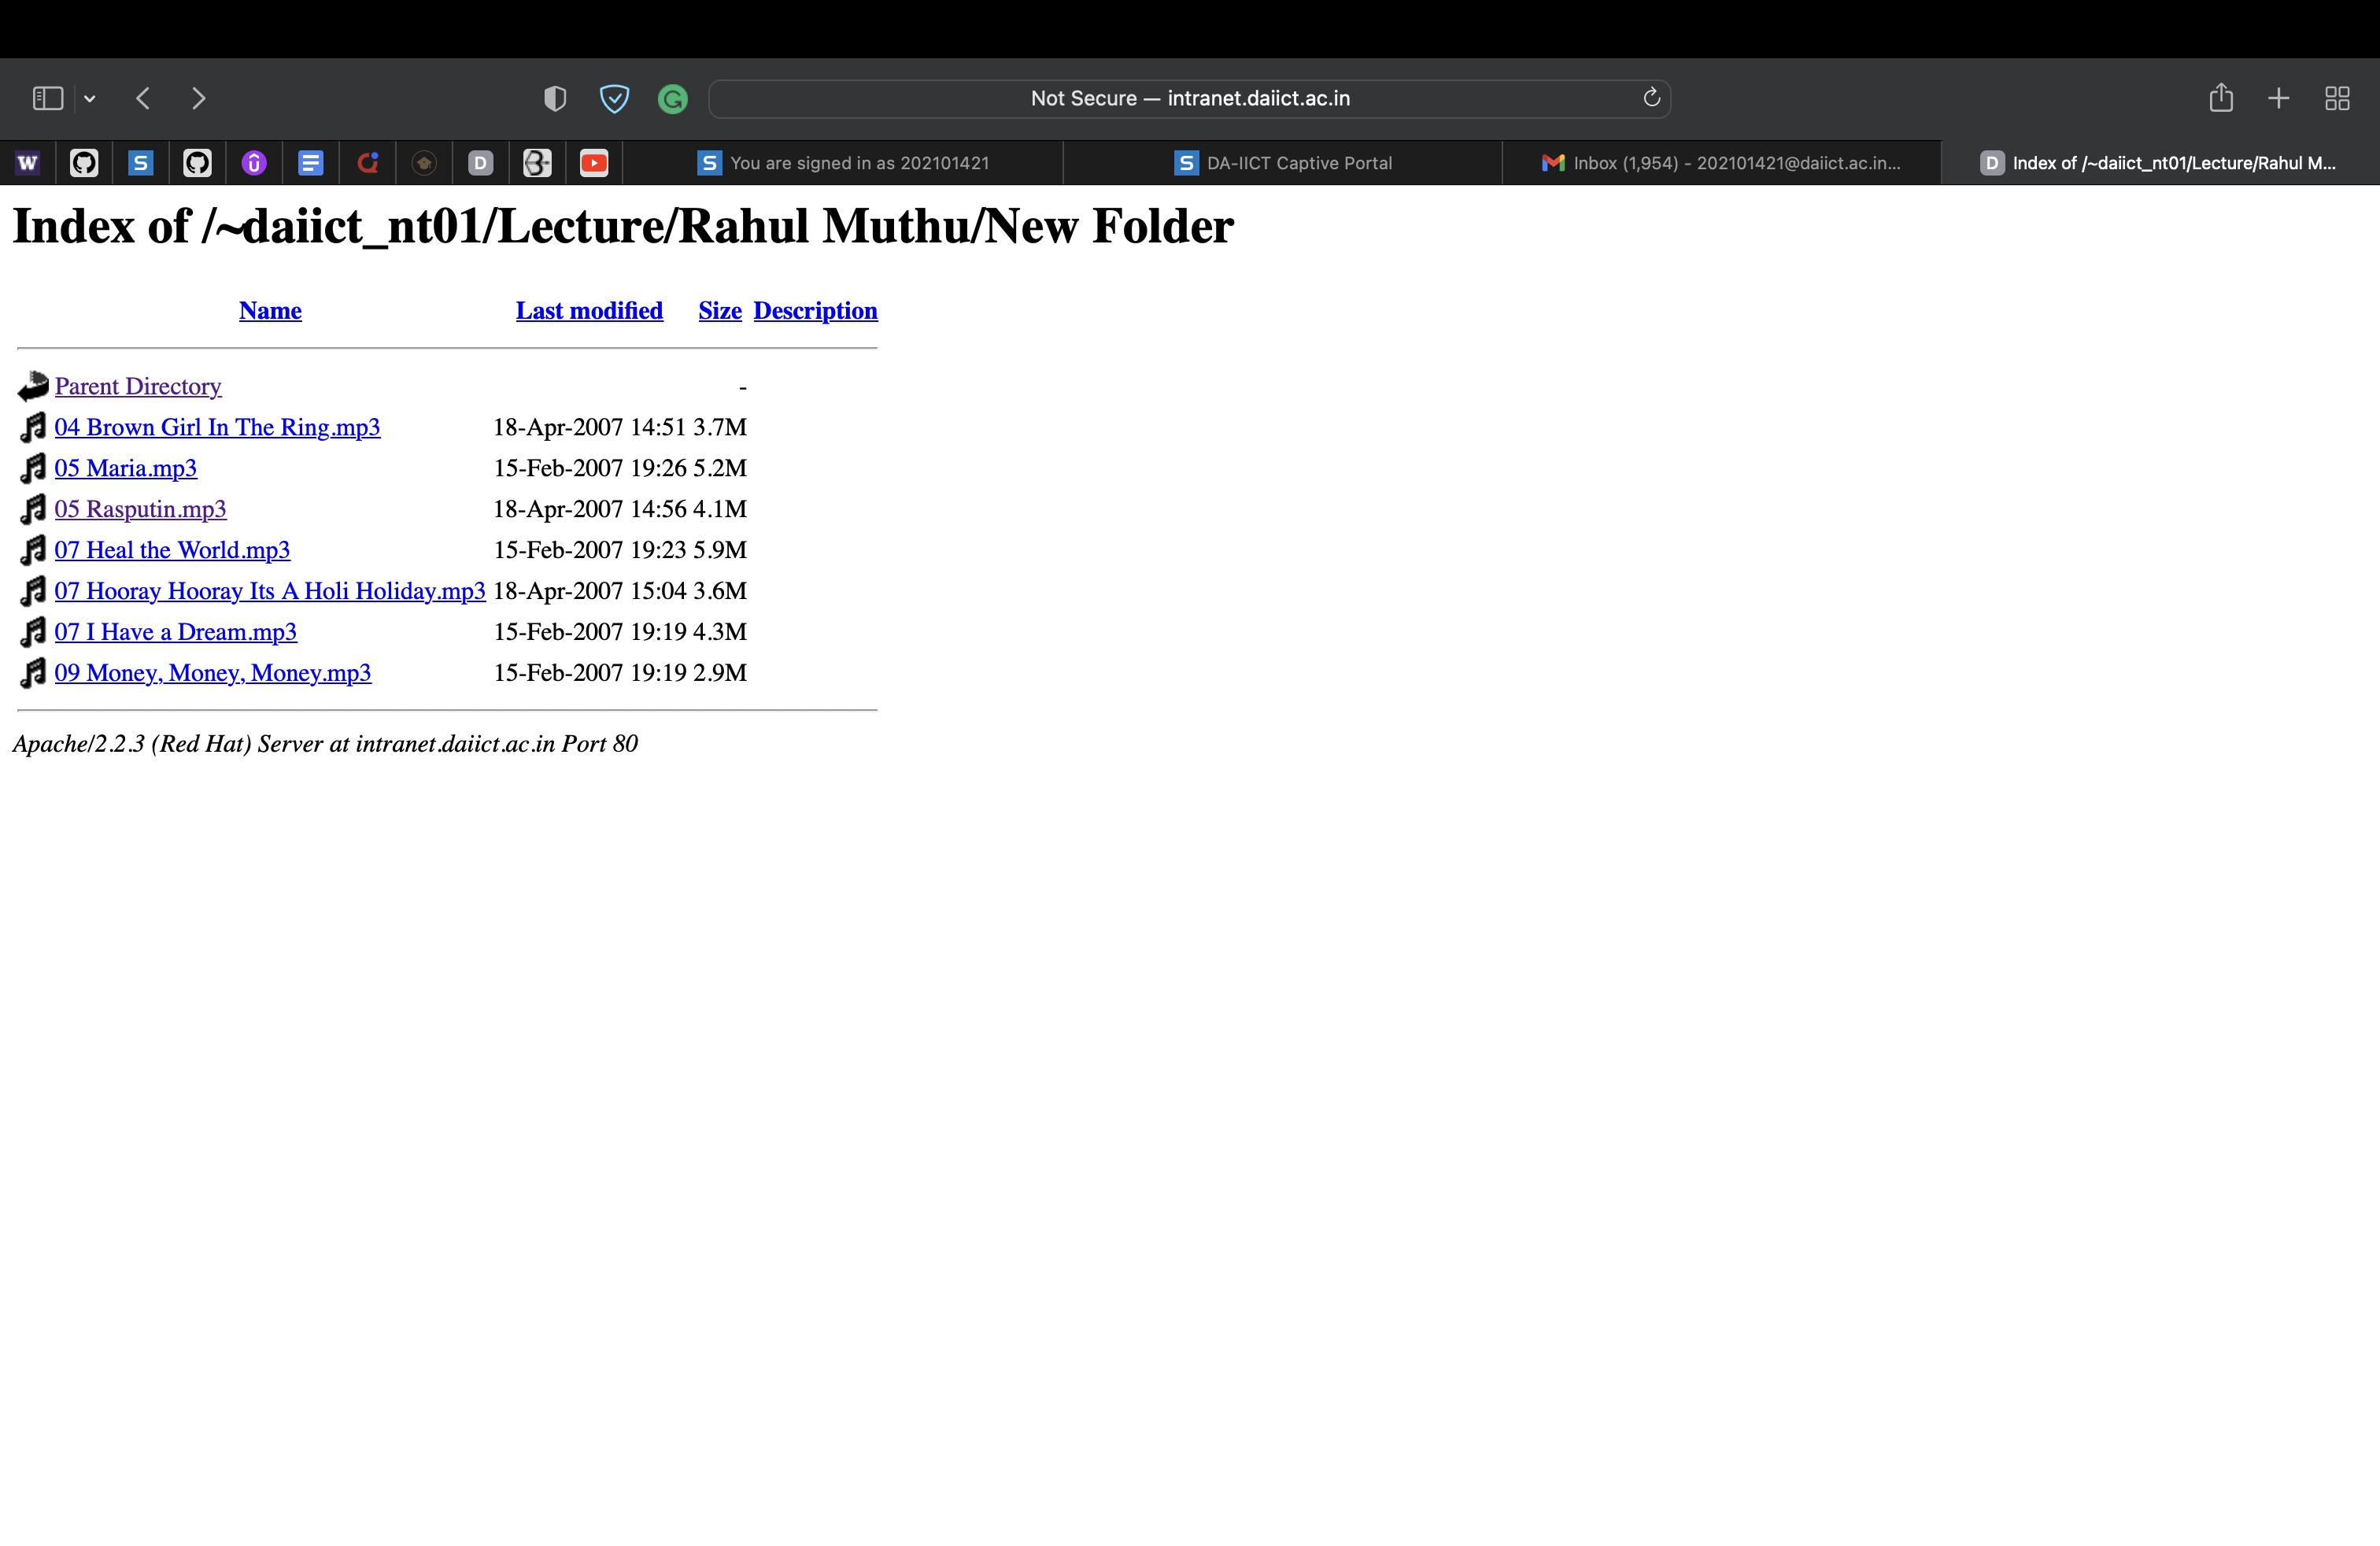 Not Secure — intranet.daiict.ac.in
W S û D B You are signed in as 202101421 S DA-IICT Captive Portal Inbox (1,954) - 202101421@daiict.ac.in... D Index of /~daiict_nt01/Lecture/Rahul M...
Index of /~daiict_nt01/Lecture/Rahul Muthu/New Folder
Name Last modified Size Description
Parent Directory -
04 Brown Girl In The Ring.mp3 18-Apr-2007 14:51 3.7M
05 Maria.mp3 15-Feb-2007 19:26 5.2M
05 Rasputin.mp3 18-Apr-2007 14:56 4.1M
07 Heal the World.mp3 15-Feb-2007 19:23 5.9M
07 Hooray Hooray Its A Holi Holiday.mp3 18-Apr-2007 15:04 3.6M
07 I Have a Dream.mp3 15-Feb-2007 19:19 4.3M
09 Money, Money, Money.mp3 15-Feb-2007 19:19 2.9M
Apache/2.2.3 (Red Hat) Server at intranet.daiict.ac.in Port 80